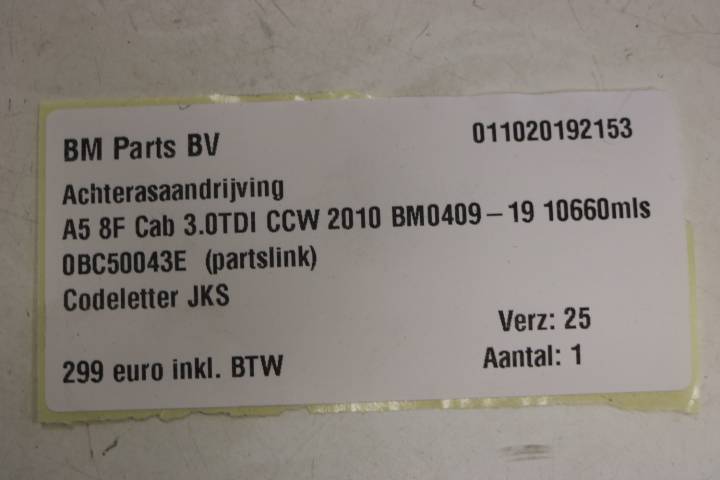 BM Parts BV 011020192153
Achterasaandrijving
A5 8F Cab 3.0TDI CCW 2010 BM0409-19 10660mls
0BC50043E (partslink)
Codeletter JKS
Verz: 25
299 euro inkl. BTW Aantal: 1